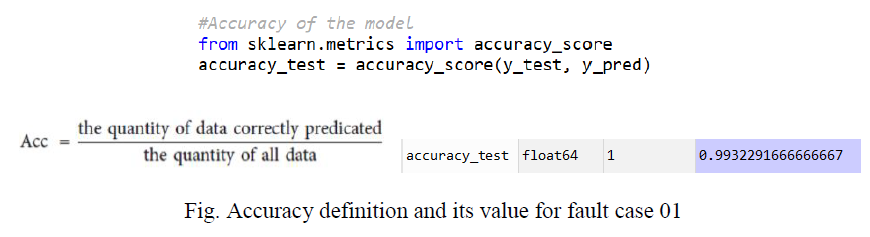 #Accuracy of the model
from sklearn.metrics import accuracy_score
accuracy_test = accuracy_score(y_test, y_pred)
Acc = the quantity of data correctly predicated
the quantity of all data
accuracy_test float64 1 0.9932291666666667
Fig. Accuracy definition and its value for fault case 01